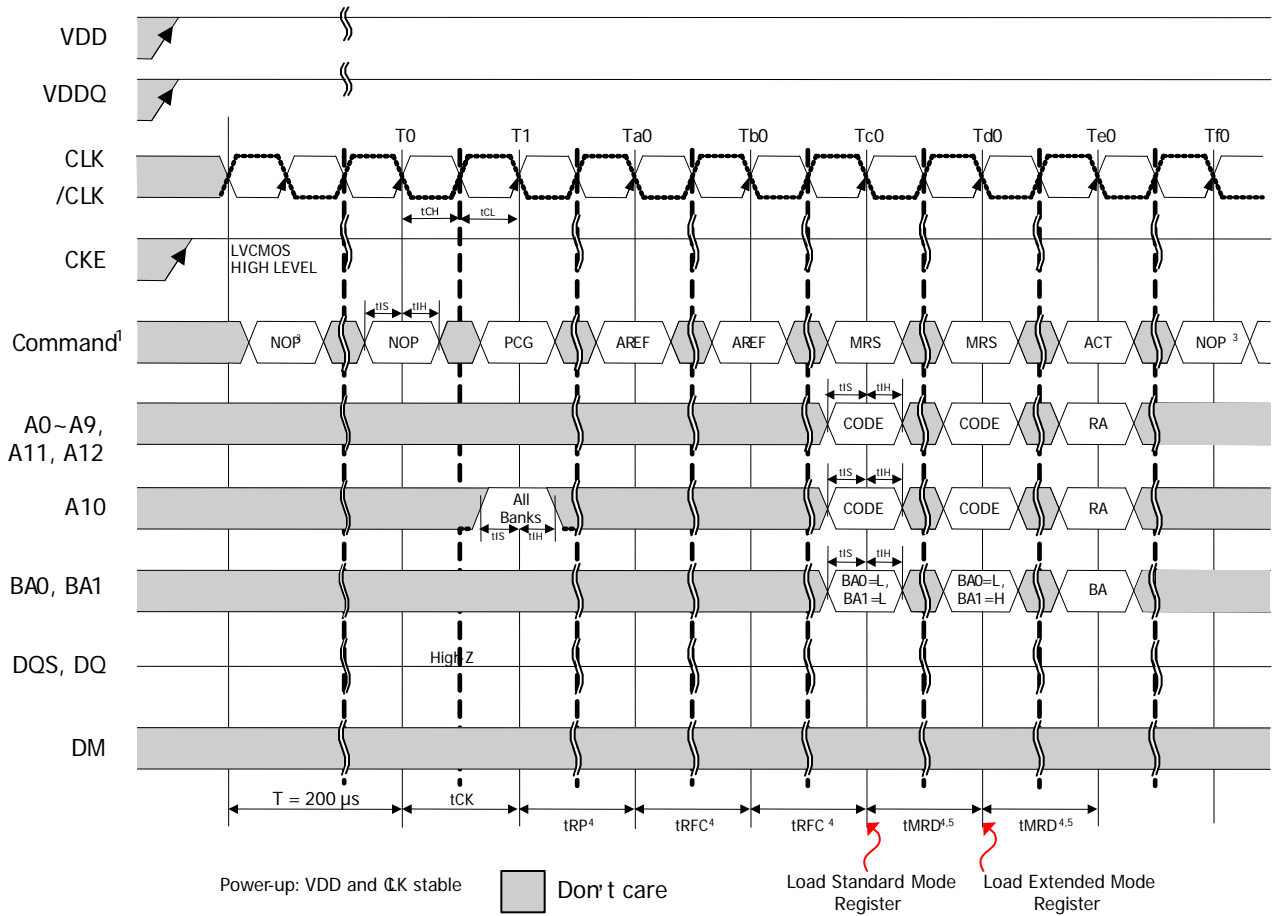 VDD
VDDQ
T0 T1 Ta0 Tb0 Tc0 Td0 Te0 Tf0
CLK
/CLK
tCH tCL
CKE
LVCMOS
HIGH LEVEL
tIS tIH
Command1 NOP3 NOP PCG AREF AREF MRS MRS ACT NOP 3
tIS tIH
A0~A9,
A11, A12
CODE CODE RA
tIS tIH
A10 All
Banks
CODE CODE RA
tIS tIH
tIS tIH
BA0, BA1 BA0=L,
BA1=L
BA0=L,
BA1=H
BA
High-Z
DQS, DQ
DM
T = 200 µs tCK tRP4 tRFC4 tRFC 4 tMRD4,5 tMRD4,5
Power-up: VDD and CLK stable
Don't care
Load Standard Mode
Register
Load Extended Mode
Register